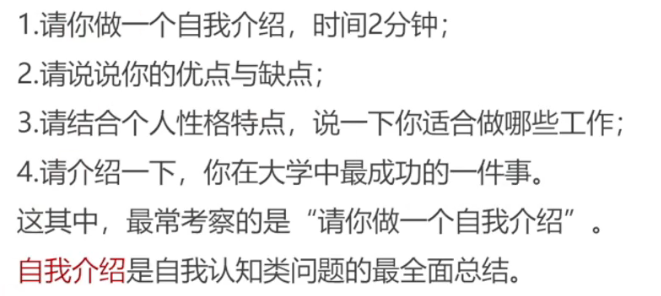 1.请你做一个自我介绍，时间2分钟；
2.请说说你的优点与缺点；
3.请结合个人性格特点，说一下你适合做哪些工作；
4.请介绍一下，你在大学中最成功的一件事。
这其中，最常考察的是“请你做一个自我介绍”。
自我介绍是自我认知类问题的最全面总结。